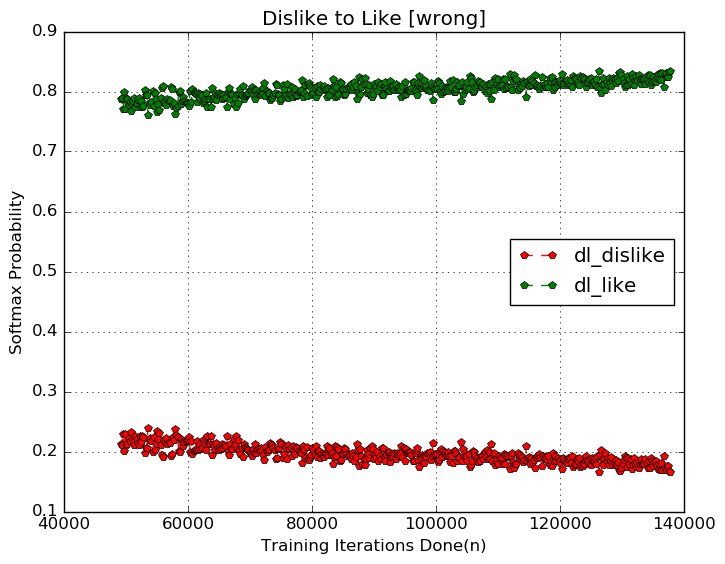 Dislike to Like [wrong]
0.9
0.8
0.7
0.6
0.5
0.4
0.3
0.2
0.1
Softmax Probability
dl_dislike
dl_like
40000 60000 80000 100000 120000 140000
Training Iterations Done(n)